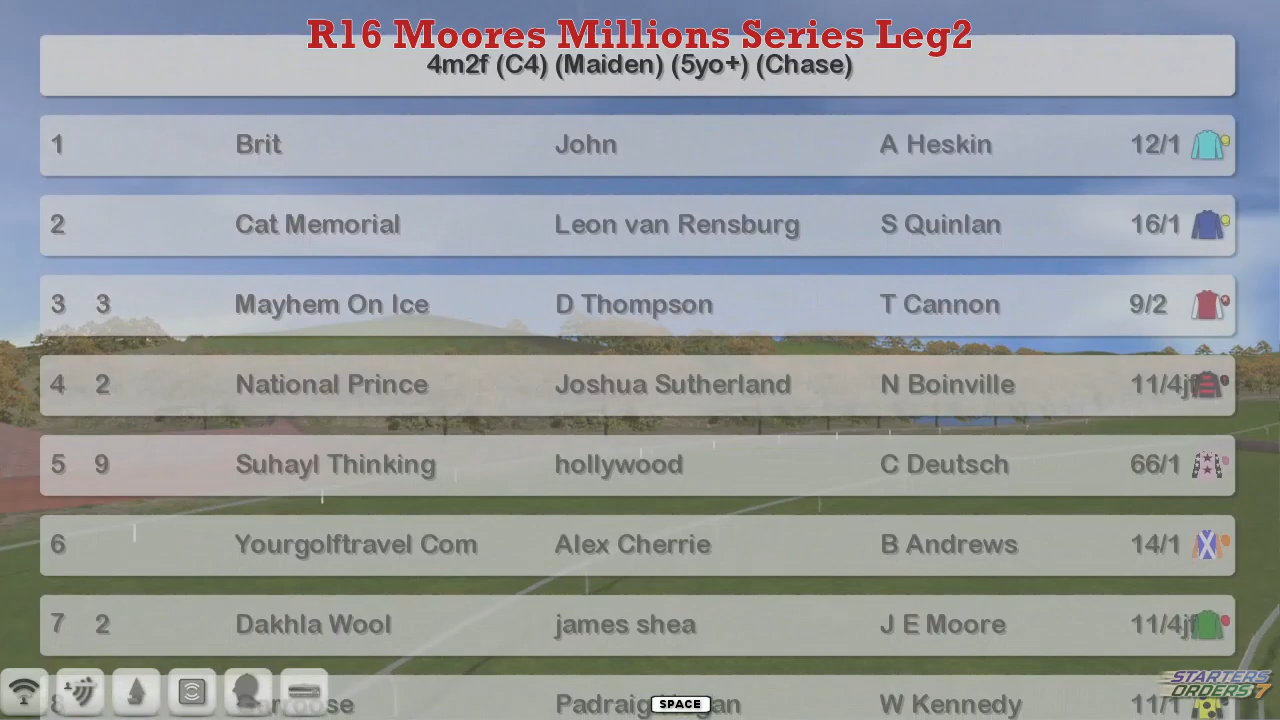 R16 Moores Millions Series Leg2
4m2f (C4) (Maiden) (5yo+) (Chase)
1 Brit John A Heskin 12/1
2 Cat Memorial Leon van Rensburg S Quinlan 16/1
3 3 Mayhem On Ice D Thompson T Cannon 9/2
4 2 National Prince Joshua Sutherland N Boinville 11/4jf
5 9 Suhayl Thinking hollywood C Deutsch 66/1
6 Yourgolftravel Com Alex Cherrie B Andrews 14/1
7 2 Dakhla Wool james shea J E Moore 11/4jf
8 Padraig W Kennedy 11/1
SPACE
STARTERS ORDERS 7